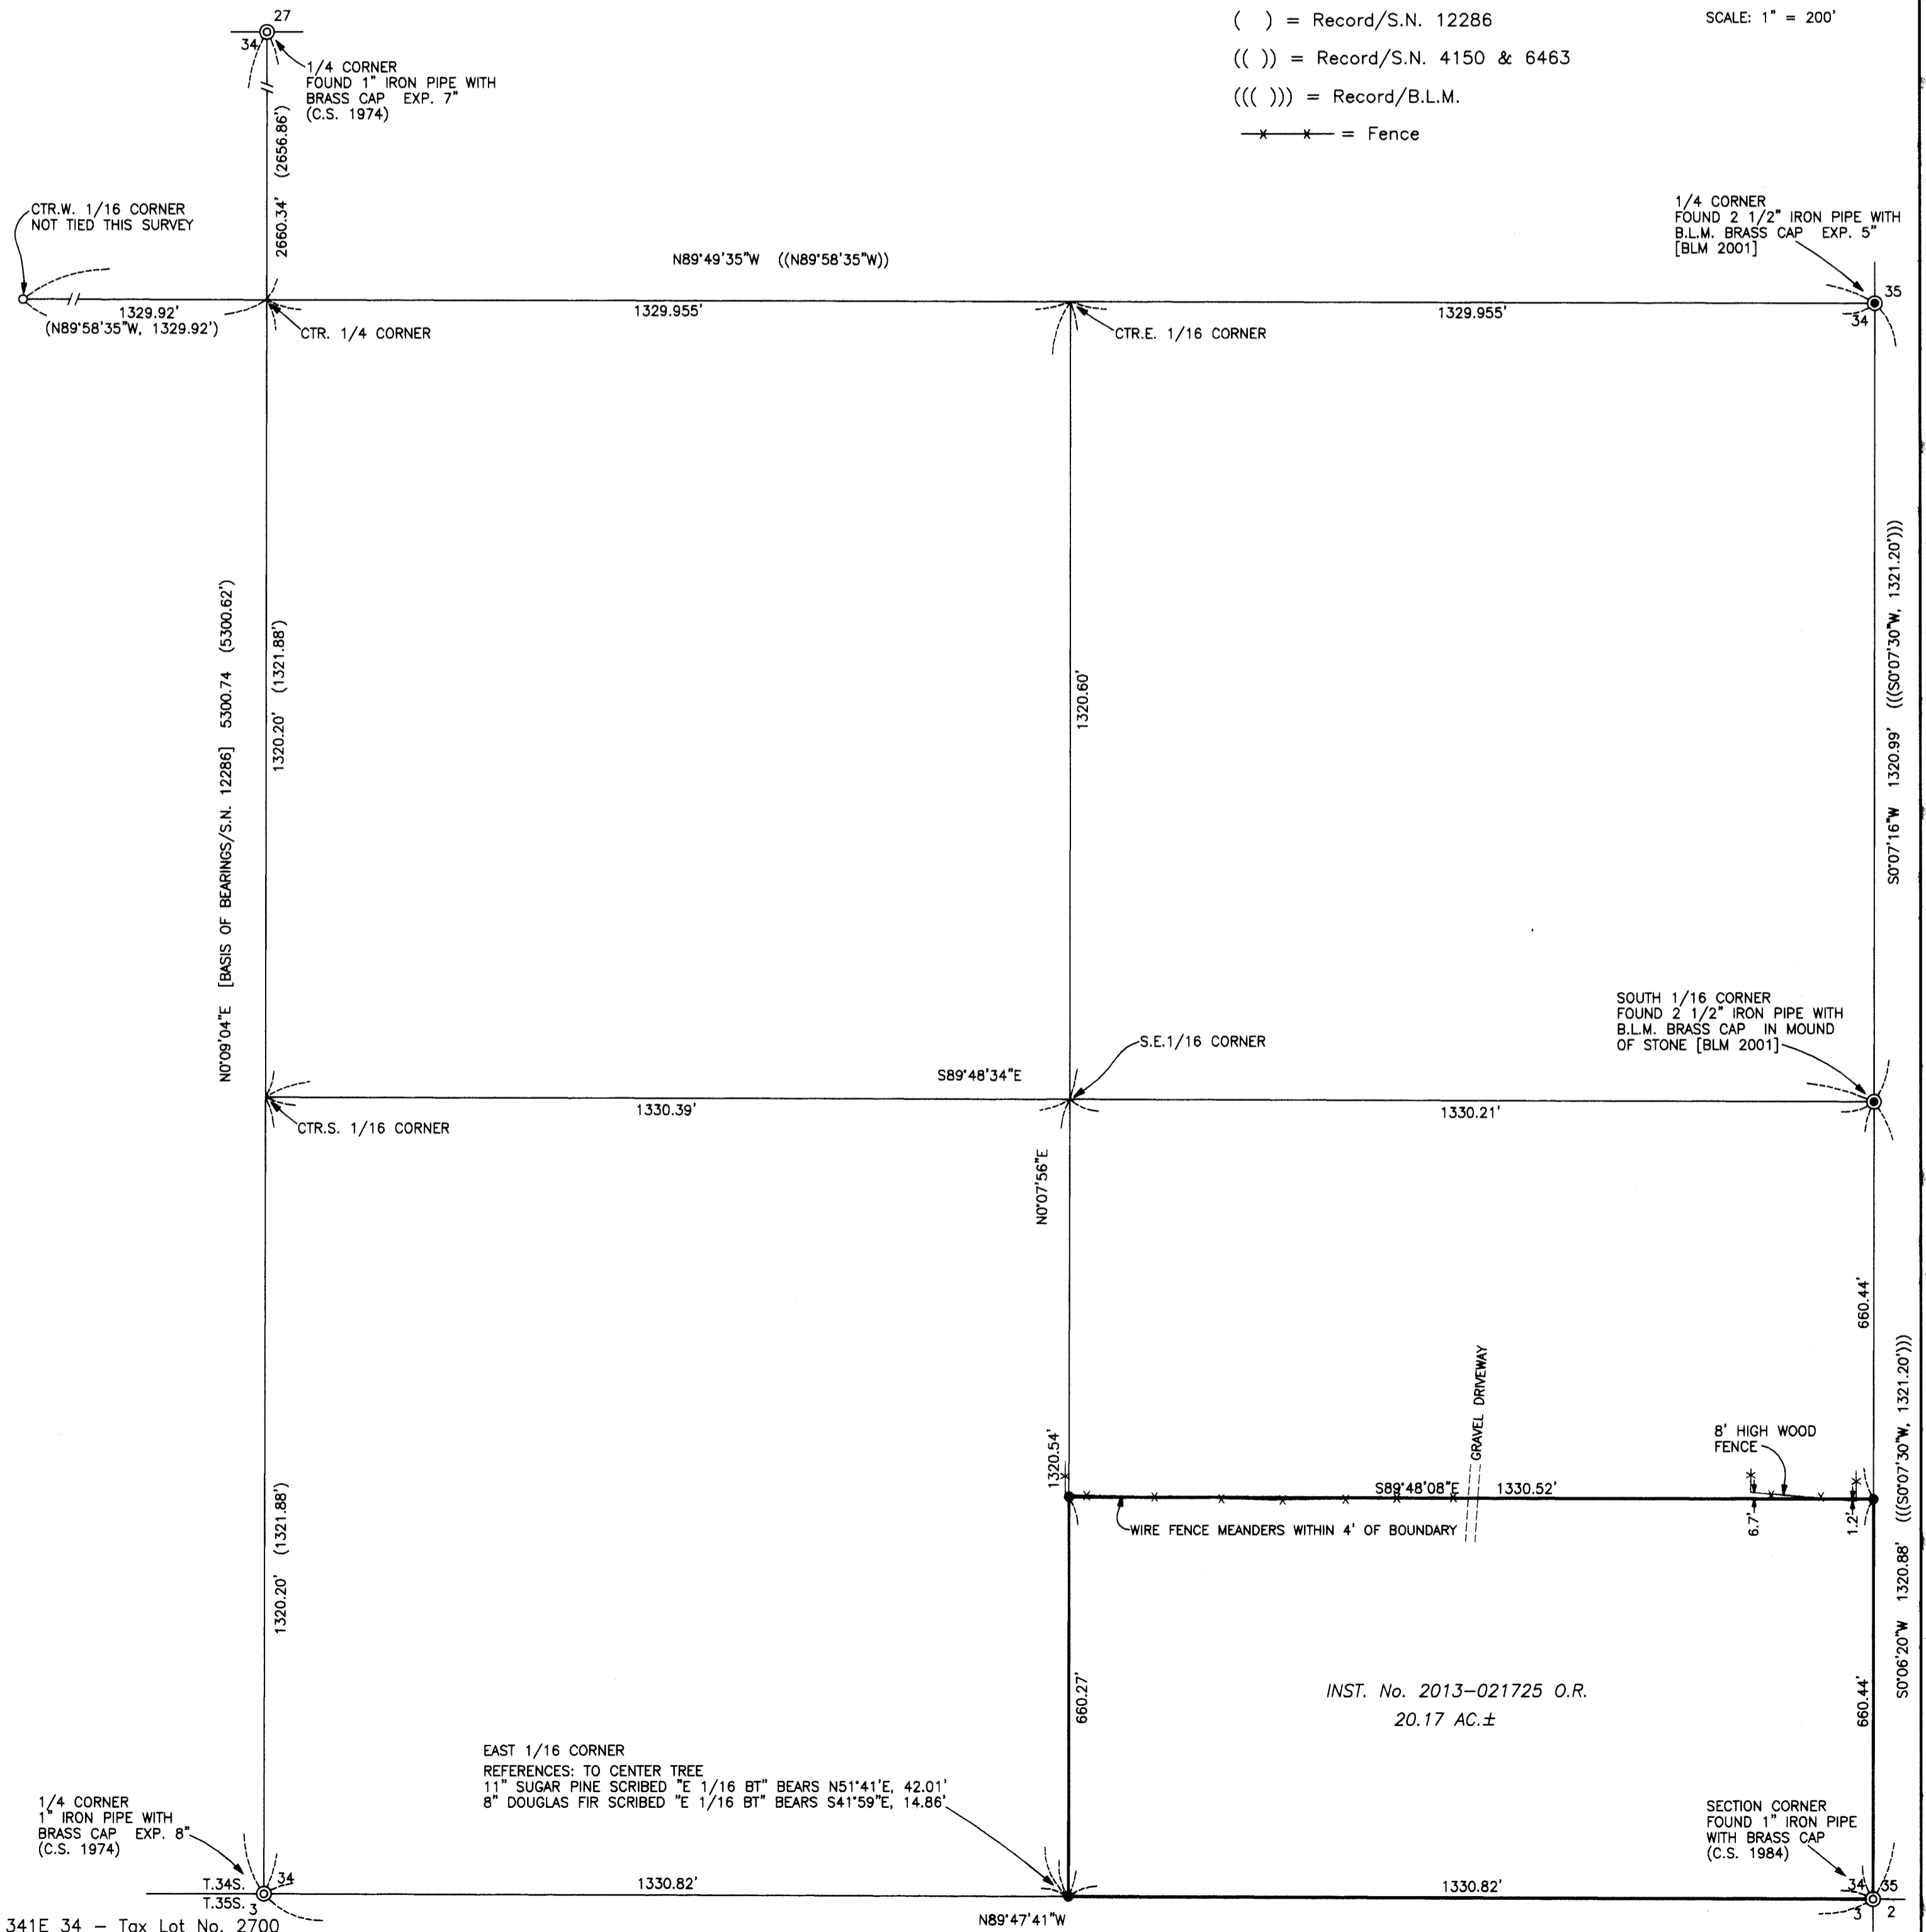 ( ) = Record/S.N. 12286
SCALE: 1" = 200'
(( )) = Record/S.N. 4150 & 6463
((( ))) = Record/B.L.M.
x x = Fence
27
34
1/4 CORNER
FOUND 1" IRON PIPE WITH
BRASS CAP EXP. 7"
(C.S. 1974)
2660.34' (2656.86')
CTR.W. 1/16 CORNER
NOT TIED THIS SURVEY
1/4 CORNER
FOUND 2 1/2" IRON PIPE WITH
B.L.M. BRASS CAP EXP. 5"
[BLM 2001]
N89°49'35"W ((N89°58'35"W))
35
34
1329.92'
(N89°58'35"W, 1329.92')
1329.955'
1329.955'
CTR. 1/4 CORNER
CTR.E. 1/16 CORNER
N0°09'04"E [BASIS OF BEARINGS/S.N. 12286] 5300.74 (5300.62')
1320.20' (1321.88')
1320.60'
S0°07'16"W 1320.99' (((S0°07'30"W, 1321.20')))
SOUTH 1/16 CORNER
FOUND 2 1/2" IRON PIPE WITH
B.L.M. BRASS CAP IN MOUND
OF STONE [BLM 2001]
S.E.1/16 CORNER
S89°48'34"E
1330.39'
1330.21'
CTR.S. 1/16 CORNER
N0°07'56"E
660.44'
GRAVEL DRIVEWAY
8' HIGH WOOD
FENCE
1320.54'
S89°48'08"E 1330.52'
WIRE FENCE MEANDERS WITHIN 4' OF BOUNDARY
6.7'
1.2'
1320.20' (1321.88')
S0°06'20"W 1320.88' (((S0°07'30"W, 1321.20')))
660.27'
660.44'
INST. No. 2013-021725 O.R.
20.17 AC.±
EAST 1/16 CORNER
REFERENCES: TO CENTER TREE
11" SUGAR PINE SCRIBED "E 1/16 BT" BEARS N51°41'E, 42.01'
8" DOUGLAS FIR SCRIBED "E 1/16 BT" BEARS S41°59"E, 14.86'
1/4 CORNER
1" IRON PIPE WITH
BRASS CAP EXP. 8"
(C.S. 1974)
SECTION CORNER
FOUND 1" IRON PIPE
WITH BRASS CAP
(C.S. 1984)
T.34S. 34
T.35S. 3
1330.82'
1330.82'
34 35
3 2
N89°47'41"W
341E 34 – Tax Lot No. 2700